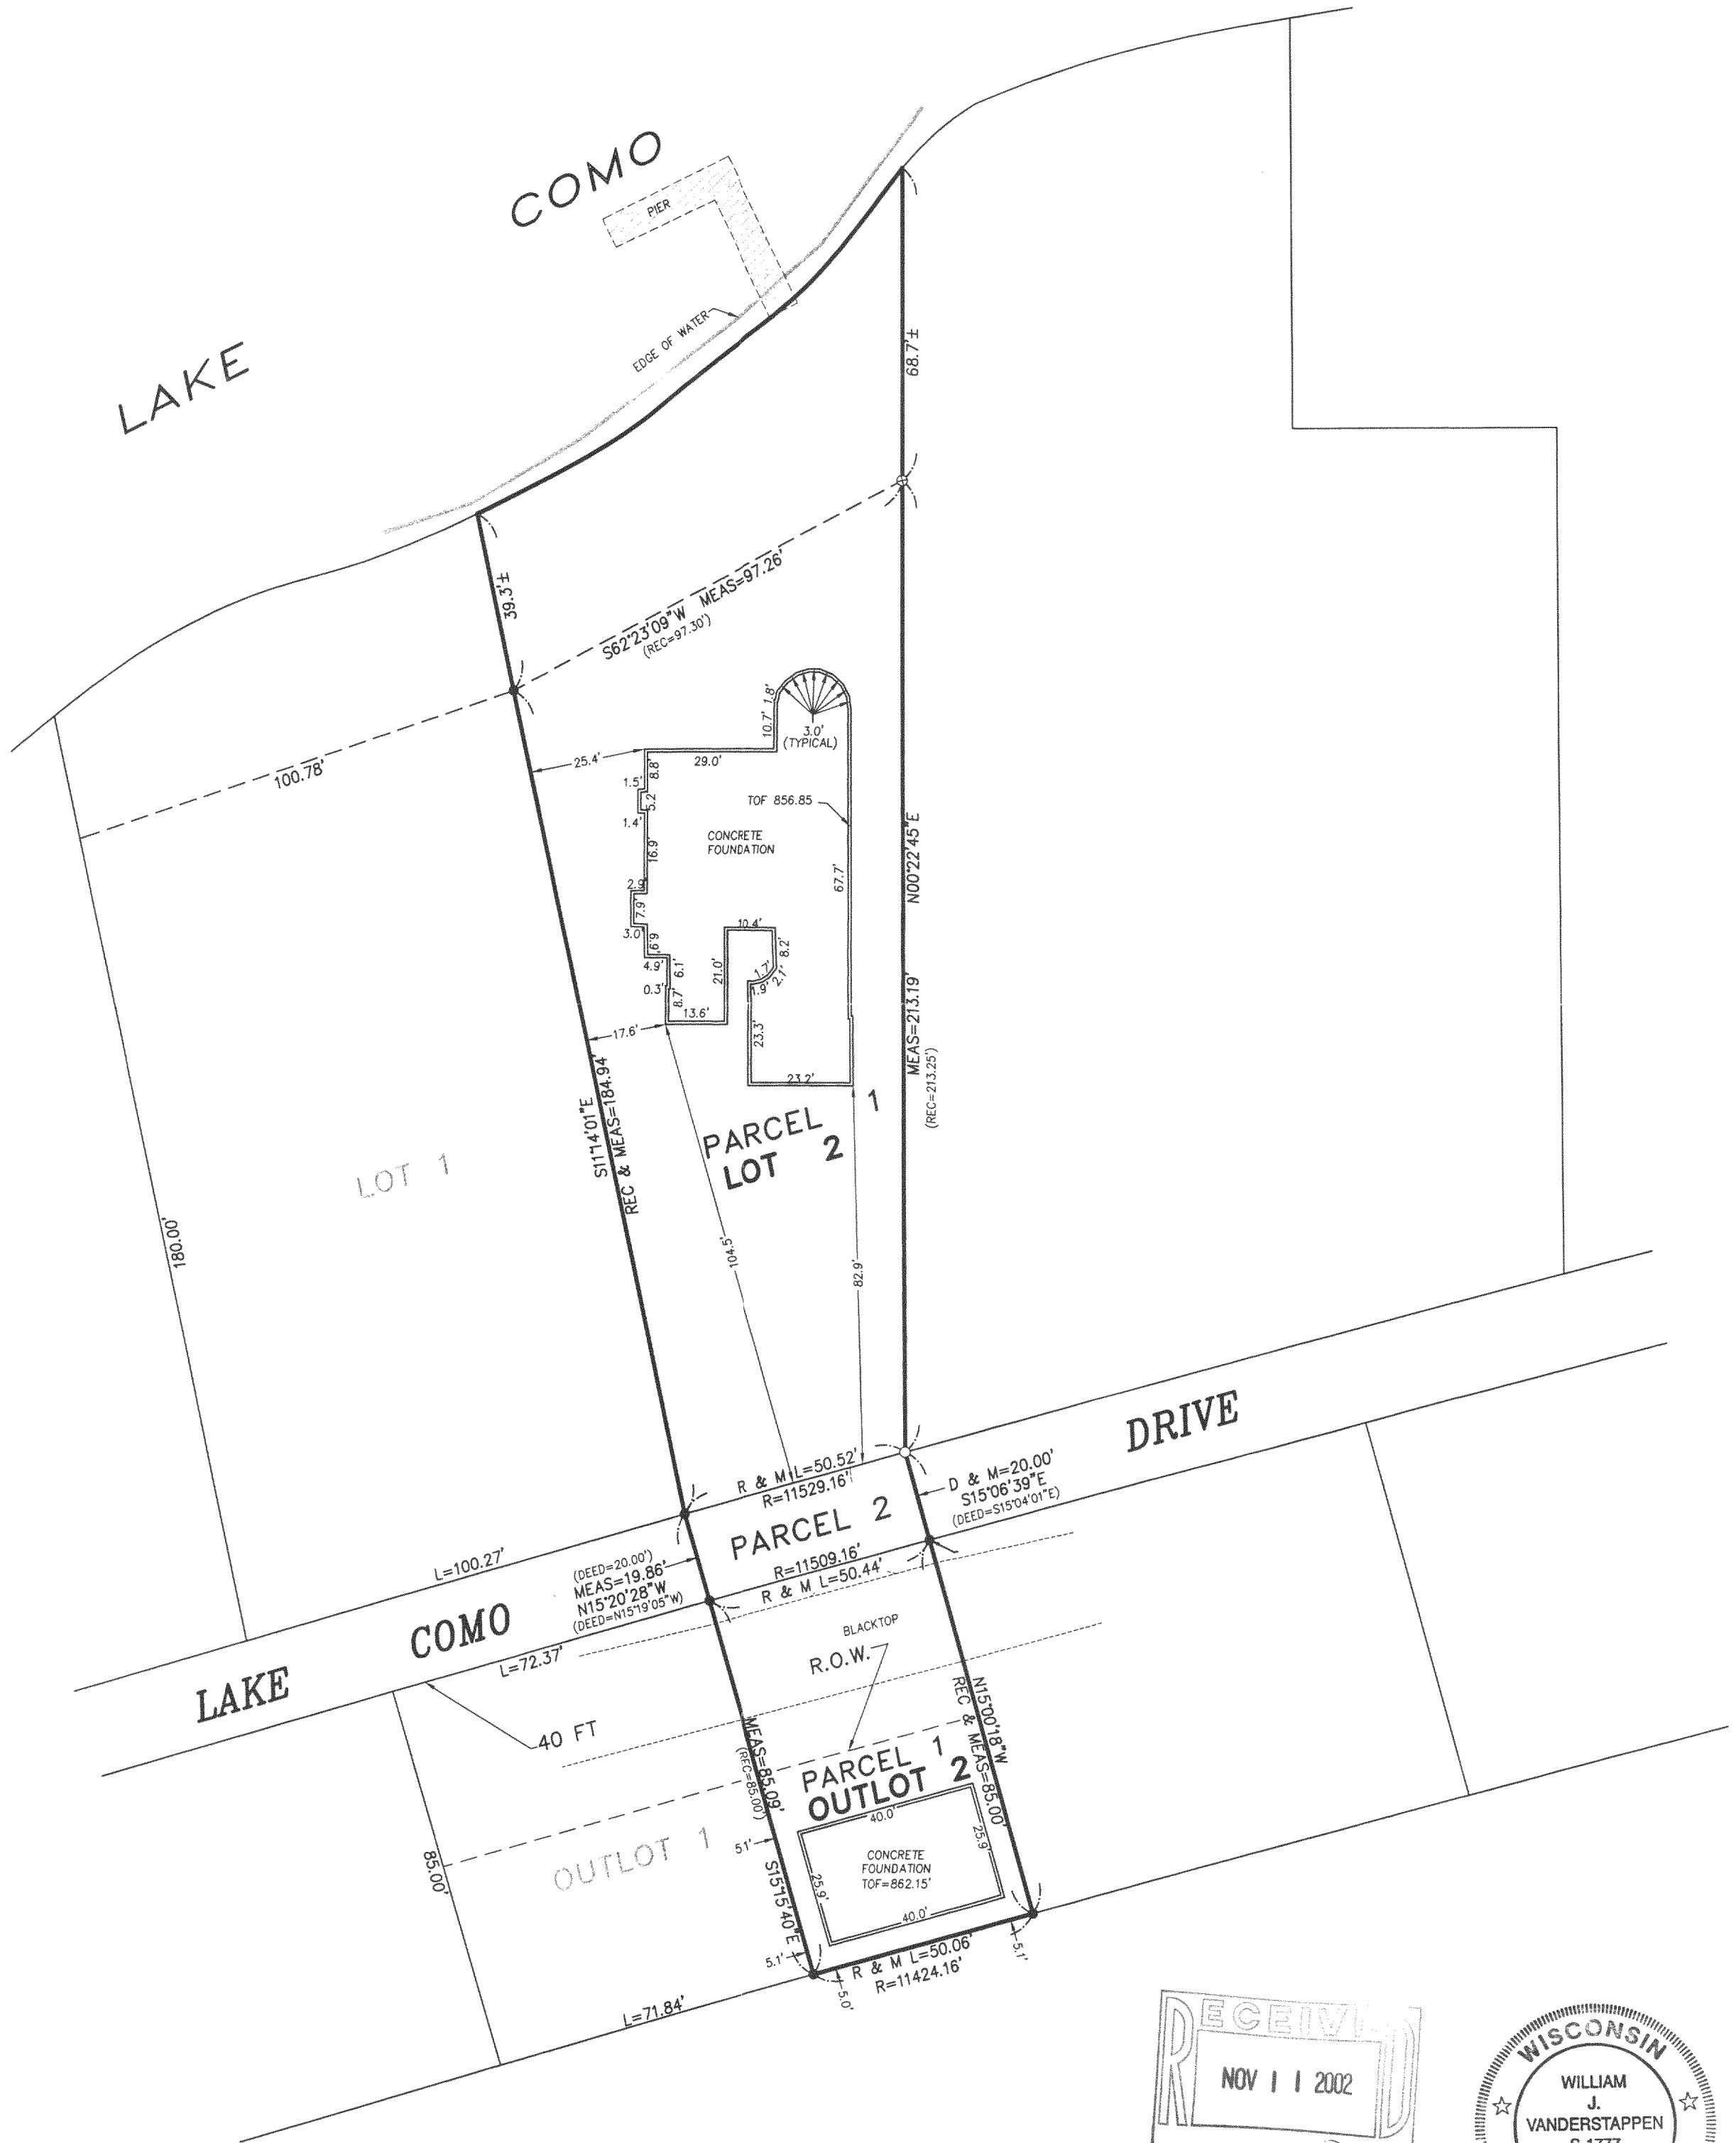 COMO
PIER
LAKE
EDGE OF WATER
68.7'±
39.3'±
S62°23'09"W MEAS=97.26'
(REC=97.30')
100.78'
10.7'
1.8'
3.0'
(TYPICAL)
25.4'
29.0'
8.8'
1.5'
5.2'
1.4'
TOF 856.85
CONCRETE
FOUNDATION
16.9'
67.7'
N00°22'45"E
MEAS=213.19'
(REC=213.25')
2.9'
7.9'
3.0'
6.9'
4.9'
6.1'
0.3'
8.7'
13.6'
21.0'
10.4'
8.2'
1.7'
2.1'
1.9'
23.3'
23.2'
17.6'
S11°14'01"E
REC & MEAS=184.94'
PARCEL 1
LOT 2
LOT 1
180.00'
104.5'
82.9'
DRIVE
R & M L=50.52'
R=11529.16'
D & M=20.00'
S15°06'39"E
(DEED=S15°04'01"E)
PARCEL 2
R=11509.16'
R & M L=50.44'
L=100.27'
(DEED=20.00')
MEAS=19.86'
N15°20'28"W
(DEED=N15°19'05"W)
COMO
LAKE
L=72.37'
40 FT
BLACKTOP
R.O.W.
N15°00'18"W
REC & MEAS=85.00'
MEAS=85.09'
(REC=85.00')
S15°15'40"E
PARCEL 1
OUTLOT 2
OUTLOT 1
85.00'
5.1'
40.0'
25.9'
CONCRETE
FOUNDATION
TOF=862.15'
25.9'
40.0'
5.1'
5.0'
5.1'
R & M L=50.06'
R=11424.16'
L=71.84'
RECEIVED
NOV 11 2002
WISCONSIN
WILLIAM
J.
VANDERSTAPPEN